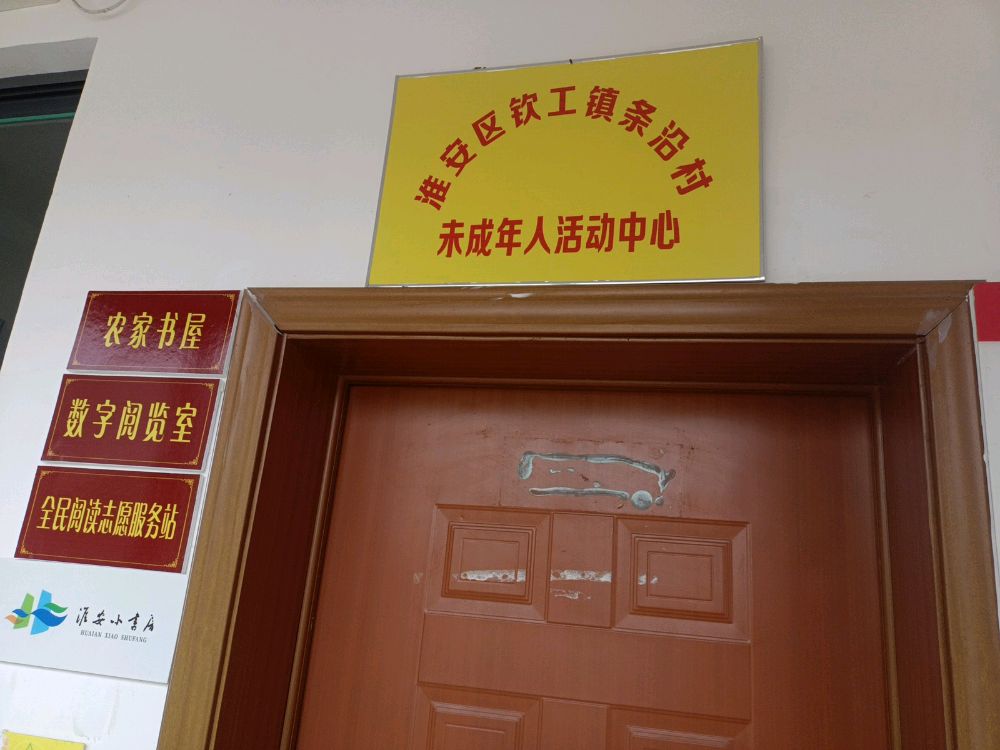 淮安区钦工镇条沿村
未成年人活动中心
农家书屋
数字阅览室
全民阅读志愿服务站
淮安小书房
HUAIAN XIAO SHUFANG